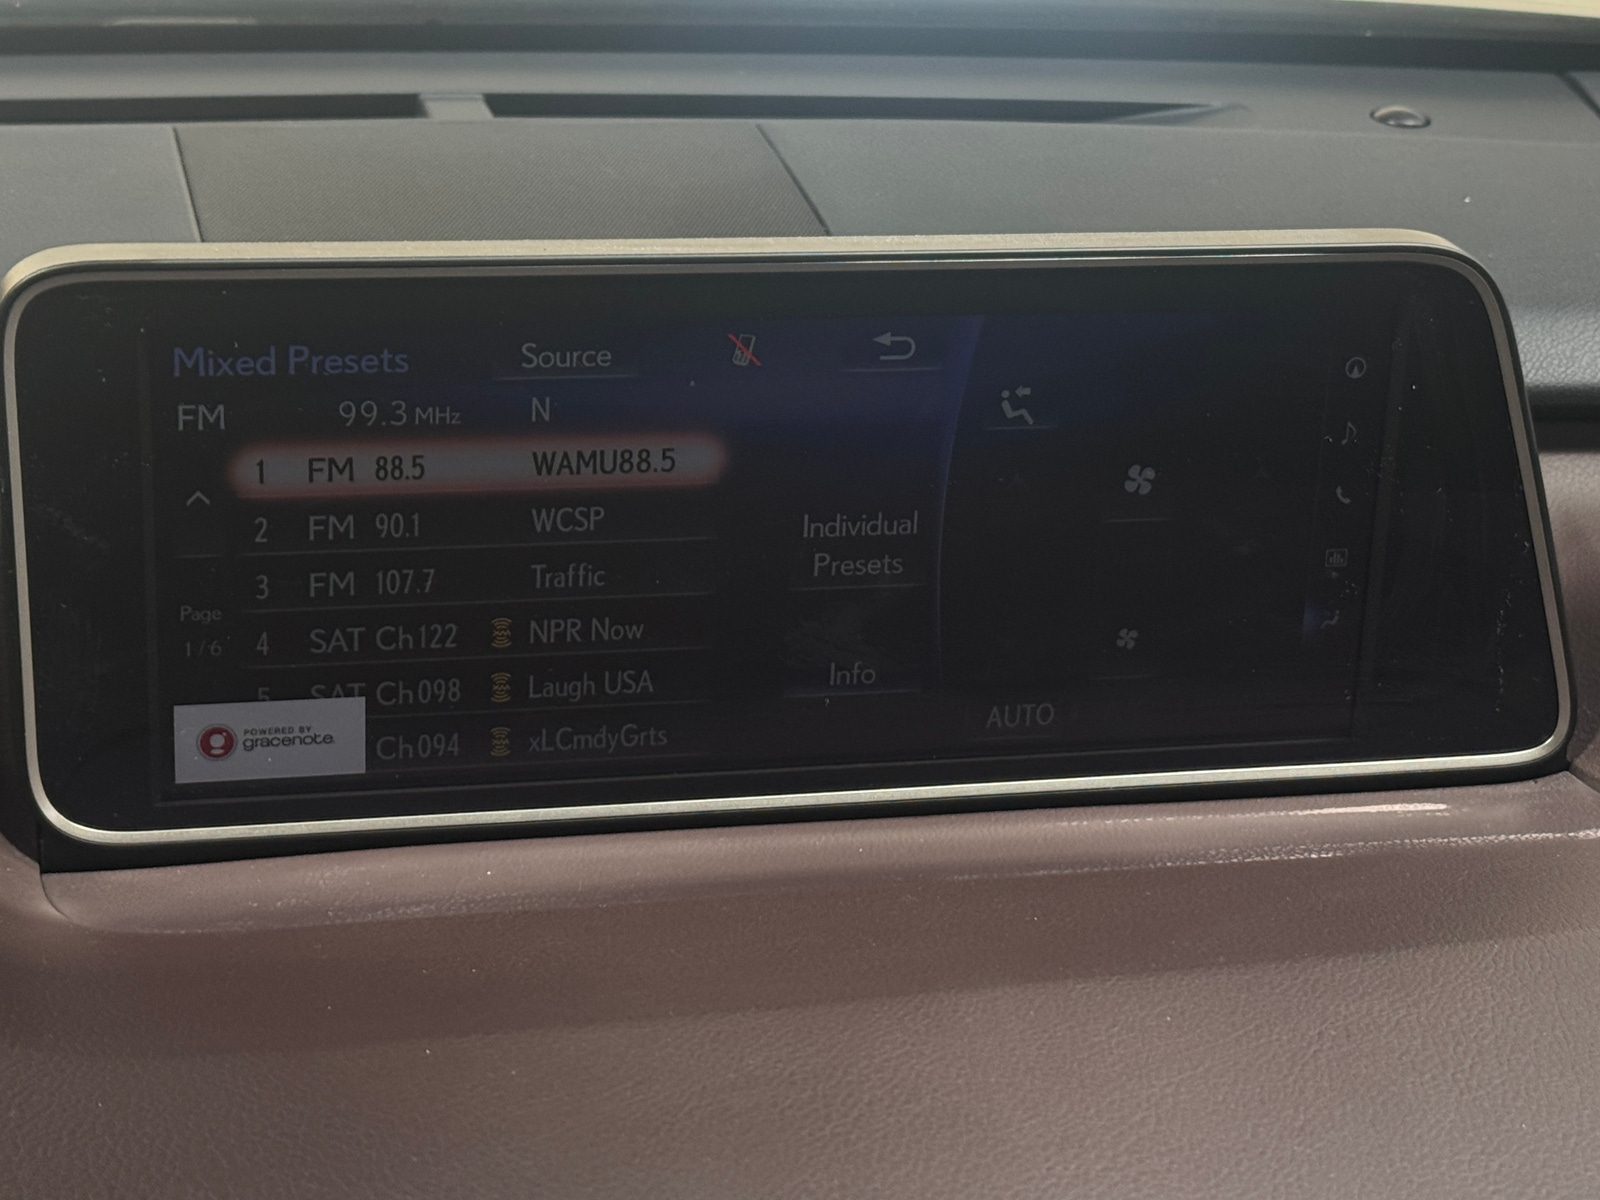 Mixed Presets Source
FM 99.3 MHz N
1 FM 88.5 WAMU88.5
2 FM 90.1 WCSP
3 FM 107.7 Traffic
Individual Presets
Page
1/6
4 SAT Ch122 NPR Now
5 SAT Ch098 Laugh USA
Info
Ch094 xLCmdyGrts
POWERED BY
gracenote.
AUTO